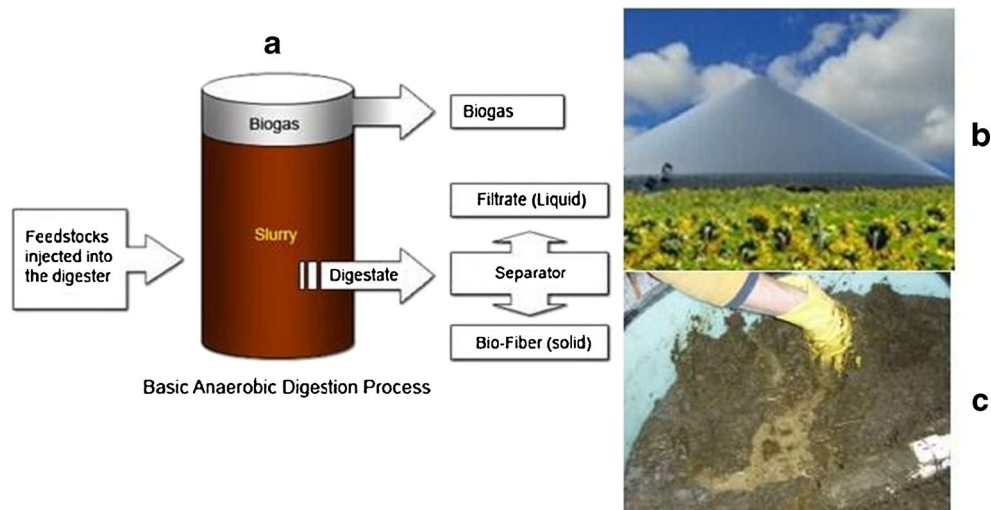 a
Biogas
Biogas
Feedstocks
injected into
the digester
Slurry
Digestate
Filtrate (Liquid)
Separator
Bio-Fiber (solid)
Basic Anaerobic Digestion Process
b
c